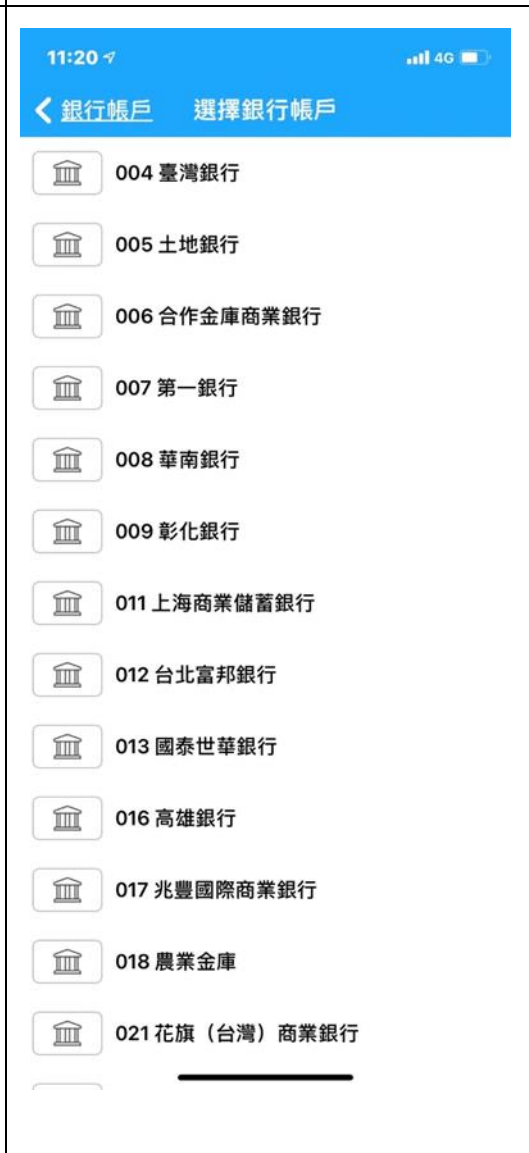 11:20
4G
銀行帳戶 選擇銀行帳戶
004 臺灣銀行
005 土地銀行
006 合作金庫商業銀行
007 第一銀行
008 華南銀行
009 彰化銀行
011 上海商業儲蓄銀行
012 台北富邦銀行
013 國泰世華銀行
016 高雄銀行
017 兆豐國際商業銀行
018 農業金庫
021 花旗（台灣）商業銀行